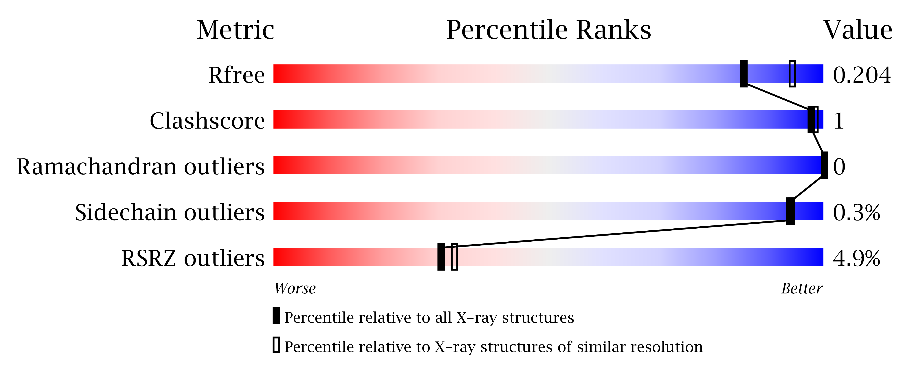 Metric Percentile Ranks Value
Rfree 0.204
Clashscore 1
Ramachandran outliers 0
Sidechain outliers 0.3%
RSRZ outliers 4.9%
Worse Better
Percentile relative to all X-ray structures
Percentile relative to X-ray structures of similar resolution